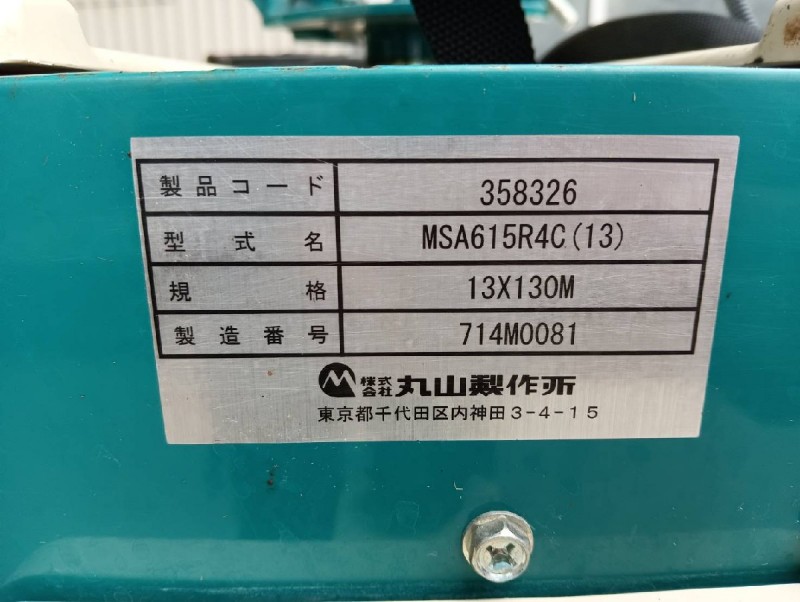 製品コード 358326
型式名 MSA615R4C(13)
規格 13X130M
製造番号 714M0081
株式会社 丸山製作所
東京都千代田区内神田3-4-15